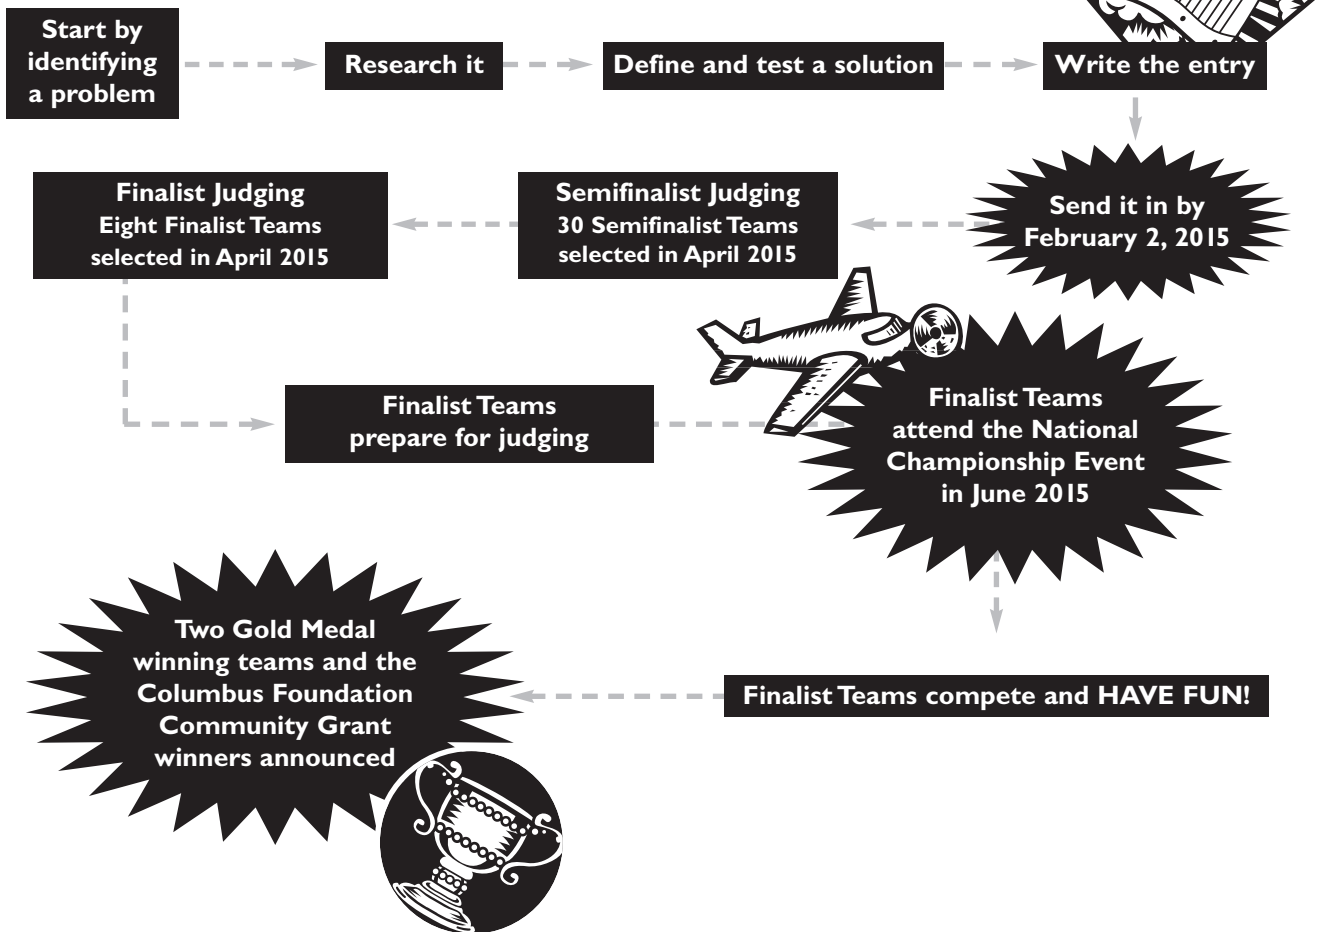 Start by
identifying
a problem
Research it
Define and test a solution
Write the entry
Send it in by
February 2, 2015
Semifinalist Judging
30 Semifinalist Teams
selected in April 2015
Finalist Judging
Eight Finalist Teams
selected in April 2015
Finalist Teams
prepare for judging
Finalist Teams
attend the National
Championship Event
in June 2015
Finalist Teams compete and HAVE FUN!
Two Gold Medal
winning teams and the
Columbus Foundation
Community Grant
winners announced